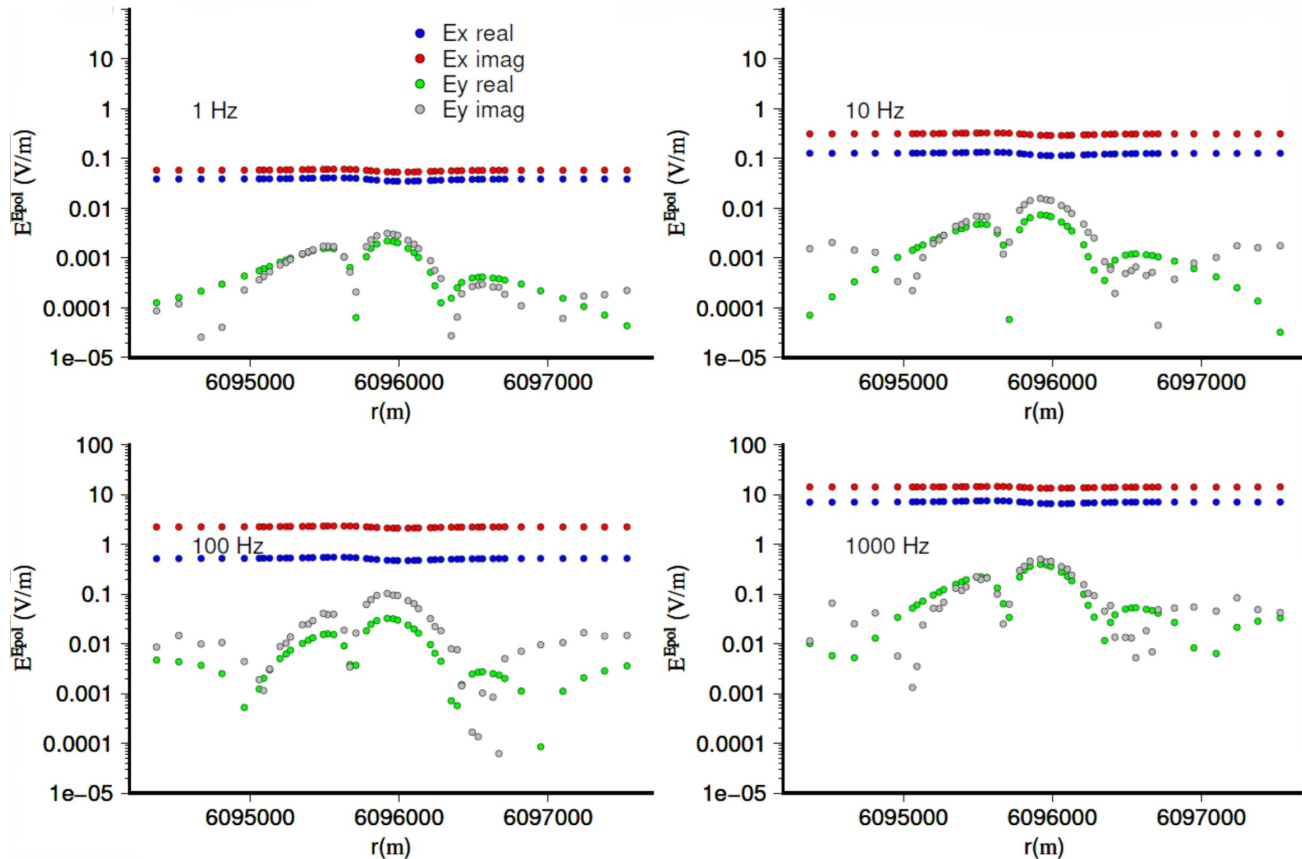 Ex real
Ex imag
Ey real
Ey imag
1 Hz
E^Epol (V/m)
10
1
0.1
0.01
0.001
0.0001
1e−05
6095000 6096000 6097000
r(m)
10 Hz
E^Epol (V/m)
10
1
0.1
0.01
0.001
0.0001
1e−05
6095000 6096000 6097000
r(m)
100 Hz
E^Epol (V/m)
100
10
1
0.1
0.01
0.001
0.0001
1e−05
6095000 6096000 6097000
r(m)
1000 Hz
E^Epol (V/m)
100
10
1
0.1
0.01
0.001
0.0001
1e−05
6095000 6096000 6097000
r(m)